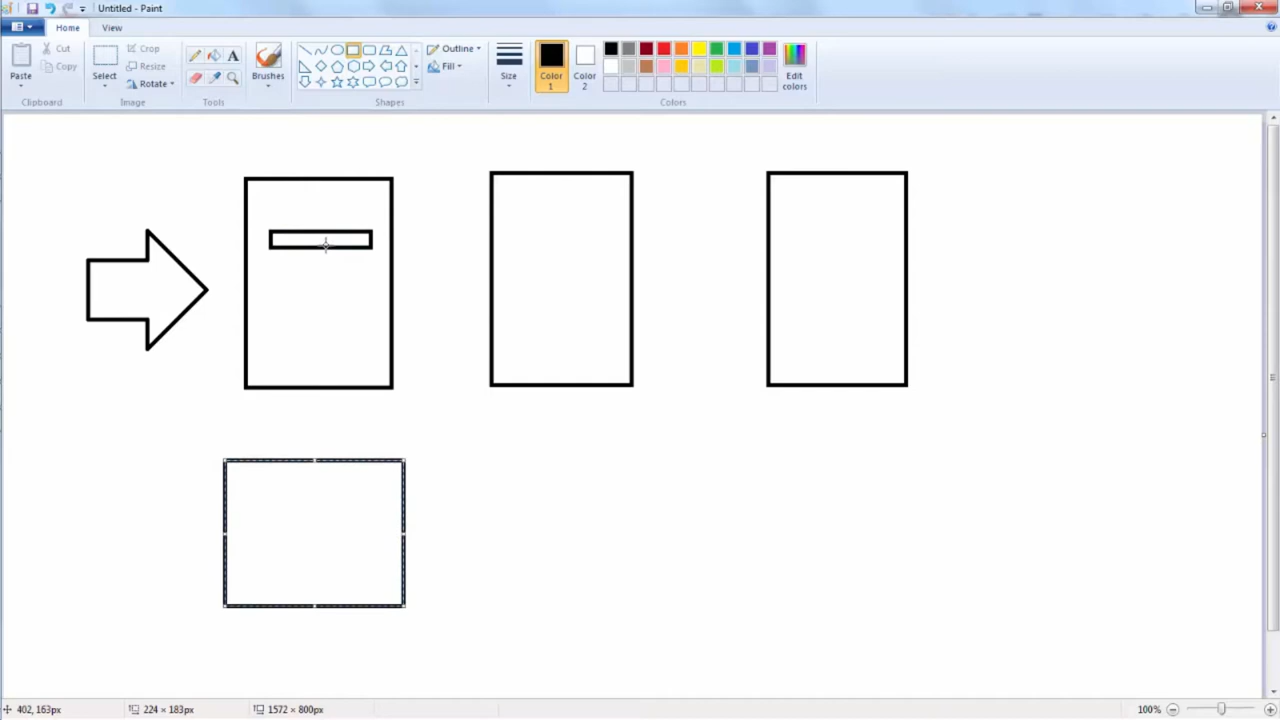 Untitled - Paint
Home View
Paste
Cut
Copy
Clipboard
Select
Crop
Resize
Rotate
Image
A
Tools
Brushes
Shapes
Outline
Fill
Size
Color 1
Color 2
Edit colors
Colors
402, 163px 224 × 183px 1572 × 800px 100%